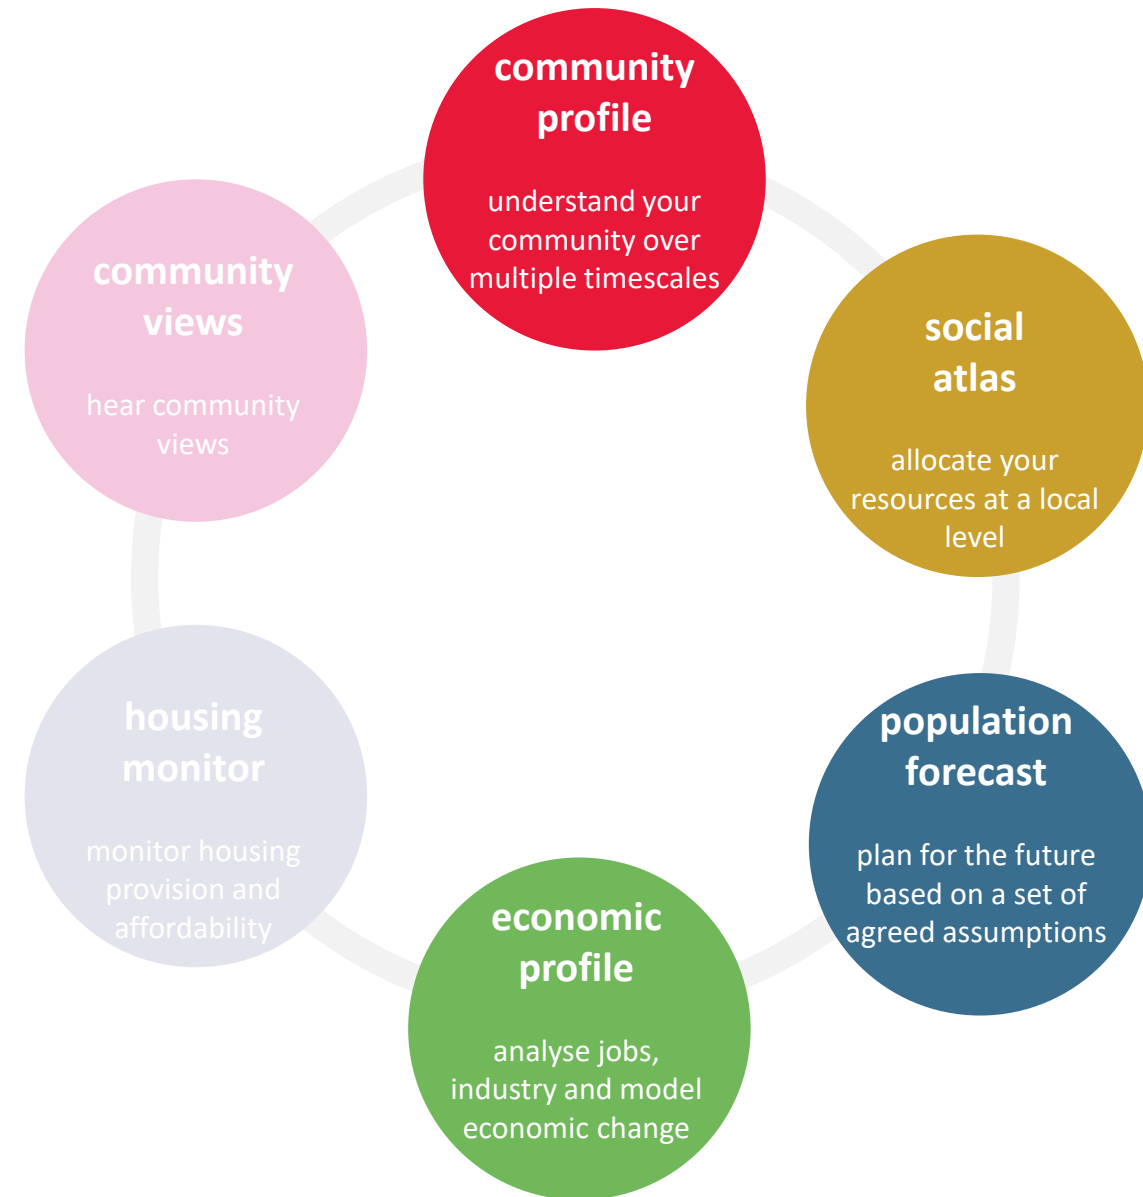 community
profile
understand your
community over
multiple timescales
social
atlas
allocate your
resources at a local
level
population
forecast
plan for the future
based on a set of
agreed assumptions
economic
profile
analyse jobs,
industry and model
economic change
housing
monitor
monitor housing
provision and
affordability
community
views
hear community
views